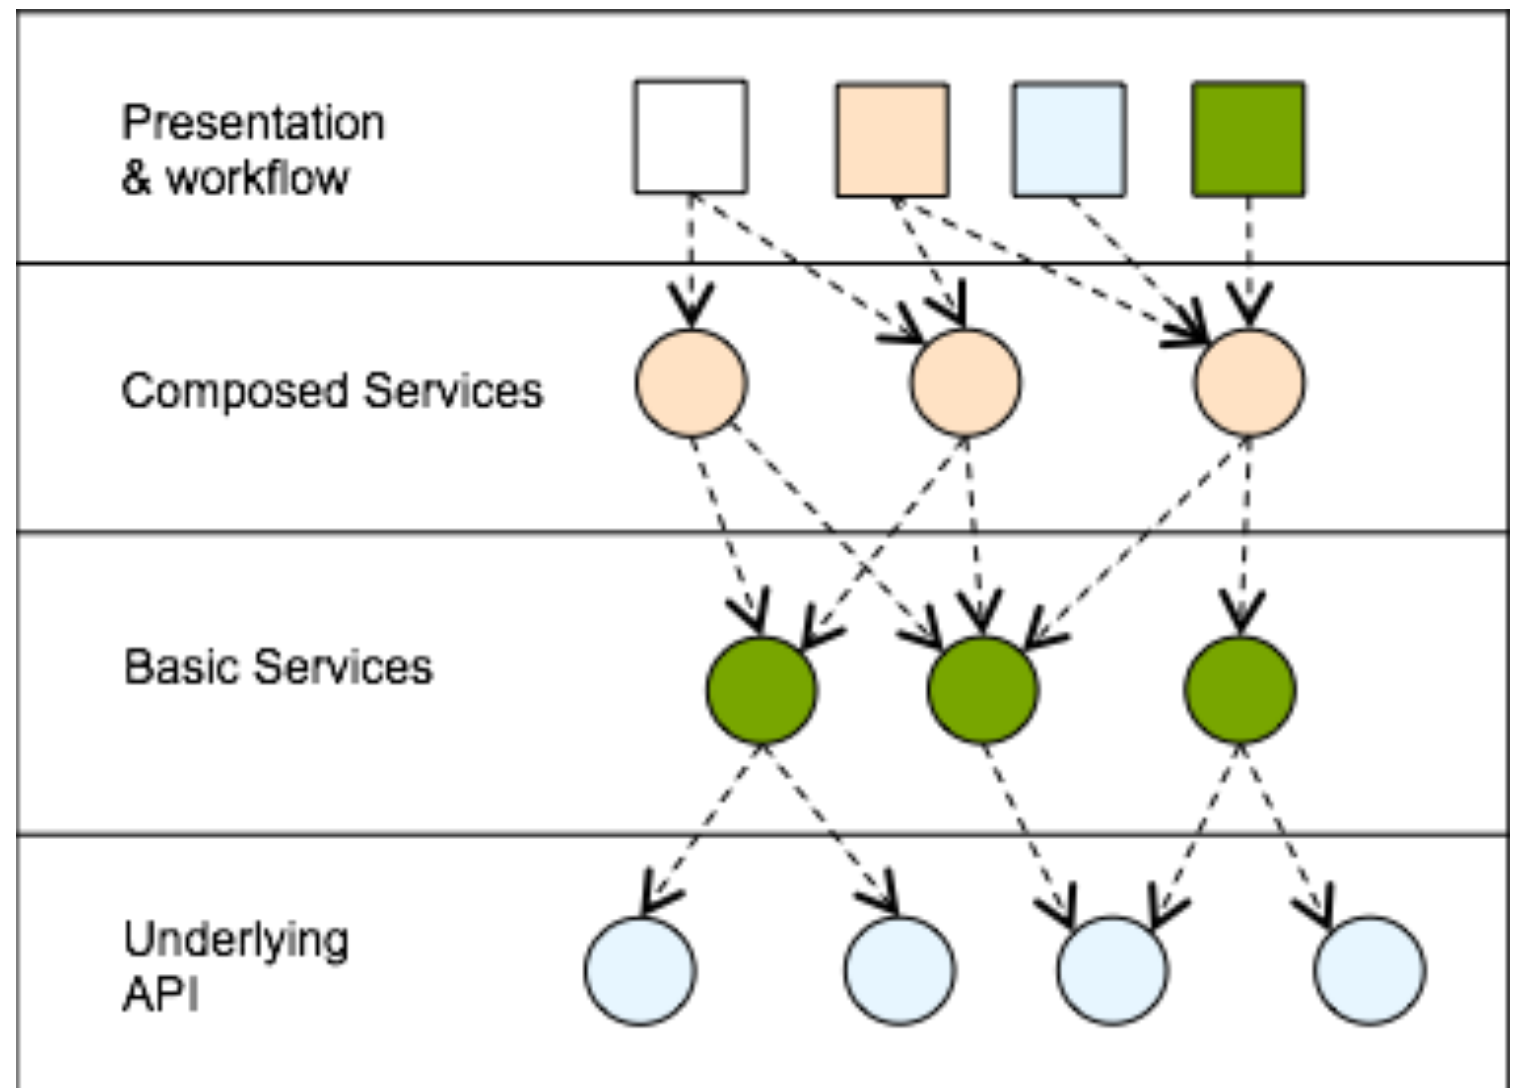 Presentation
& workflow
Composed Services
Basic Services
Underlying
API